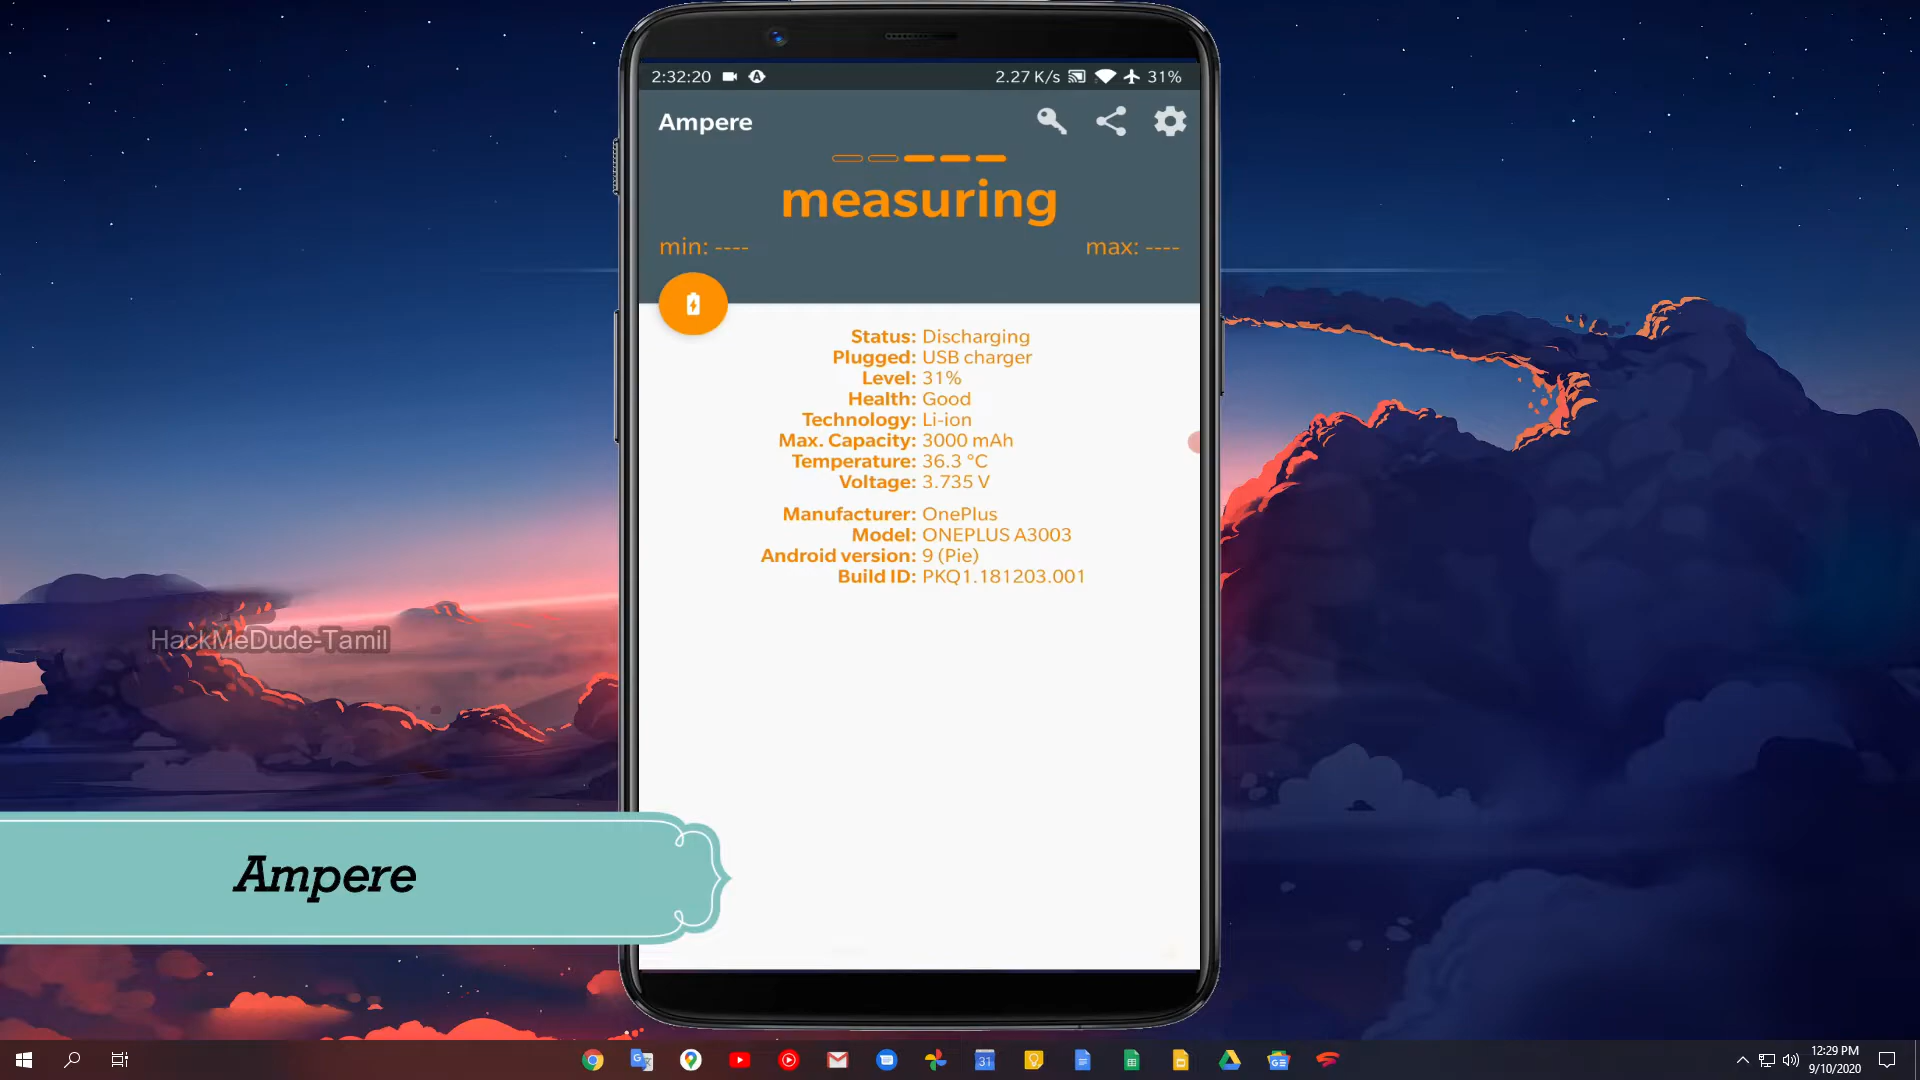 2:32:20
2.27 K/s
31%
Ampere
measuring
min: ----
max: ----
Status: Discharging
Plugged: USB charger
Level: 31%
Health: Good
Technology: Li-ion
Max. Capacity: 3000 mAh
Temperature: 36.3 °C
Voltage: 3.735 V
Manufacturer: OnePlus
Model: ONEPLUS A3003
Android version: 9 (Pie)
Build ID: PKQ1.181203.001
HackMeDude-Tamil
Ampere
31
12:29 PM
9/10/2020